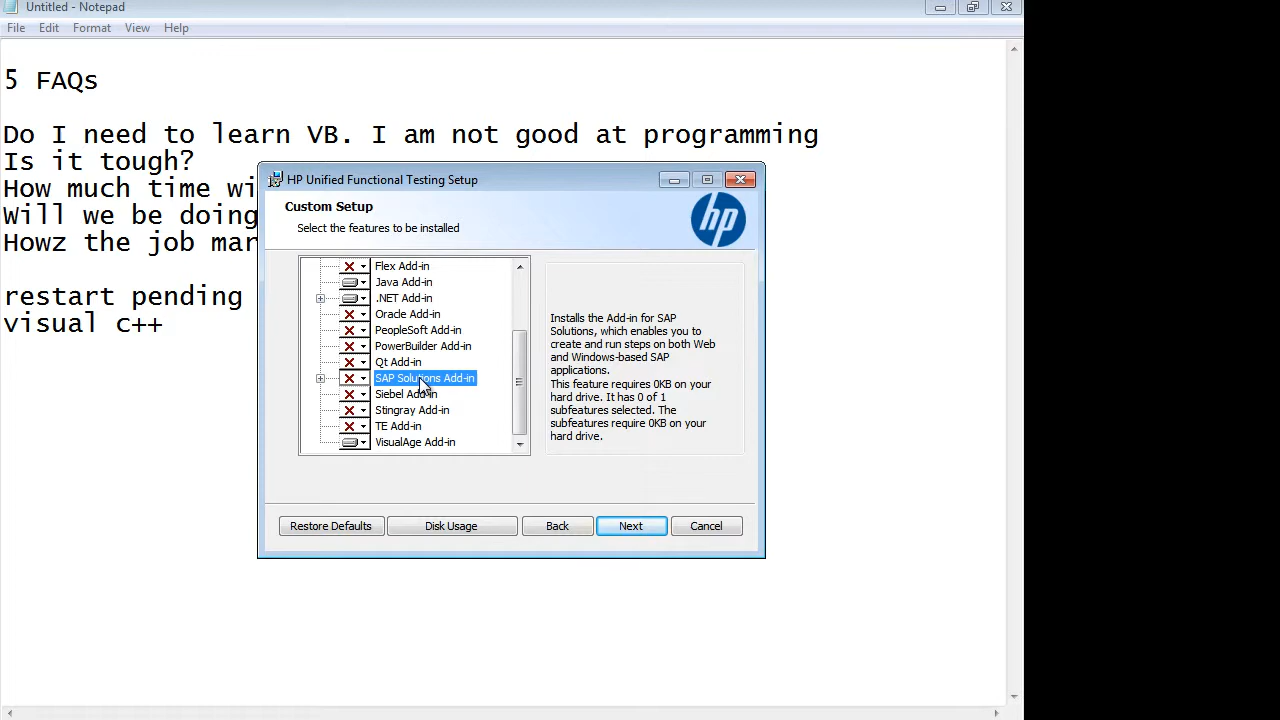 Untitled - Notepad
File Edit Format View Help
5 FAQs
Do I need to learn VB. I am not good at programming
Is it tough?
How much time wi
Will we be doing
Howz the job mar
restart pending
visual c++
HP Unified Functional Testing Setup
Custom Setup
Select the features to be installed
hp
Flex Add-in
Java Add-in
.NET Add-in
Oracle Add-in
PeopleSoft Add-in
PowerBuilder Add-in
Qt Add-in
SAP Solutions Add-in
Siebel Add-in
Stingray Add-in
TE Add-in
VisualAge Add-in
Installs the Add-in for SAP
Solutions, which enables you to
create and run steps on both Web
and Windows-based SAP
applications.
This feature requires 0KB on your
hard drive. It has 0 of 1
subfeatures selected. The
subfeatures require 0KB on your
hard drive.
Restore Defaults Disk Usage Back Next Cancel